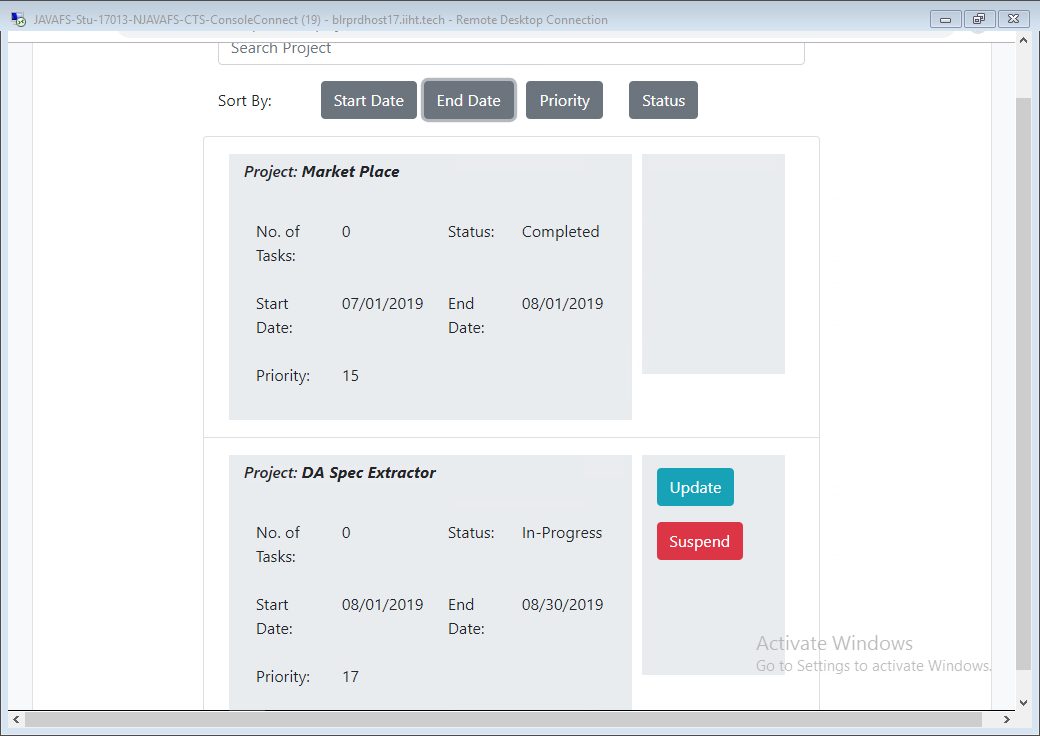 JAVAFS-Stu-17013-NJAVAFS-CTS-ConsoleConnect (19) - blrprdhost17.iiht.tech - Remote Desktop Connection
Search Project
Sort By: Start Date End Date Priority Status
Project: Market Place
No. of Tasks: 0 Status: Completed
Start Date: 07/01/2019 End Date: 08/01/2019
Priority: 15
Project: DA Spec Extractor
Update
No. of Tasks: 0 Status: In-Progress
Suspend
Start Date: 08/01/2019 End Date: 08/30/2019
Priority: 17
Activate Windows
Go to Settings to activate Windows.